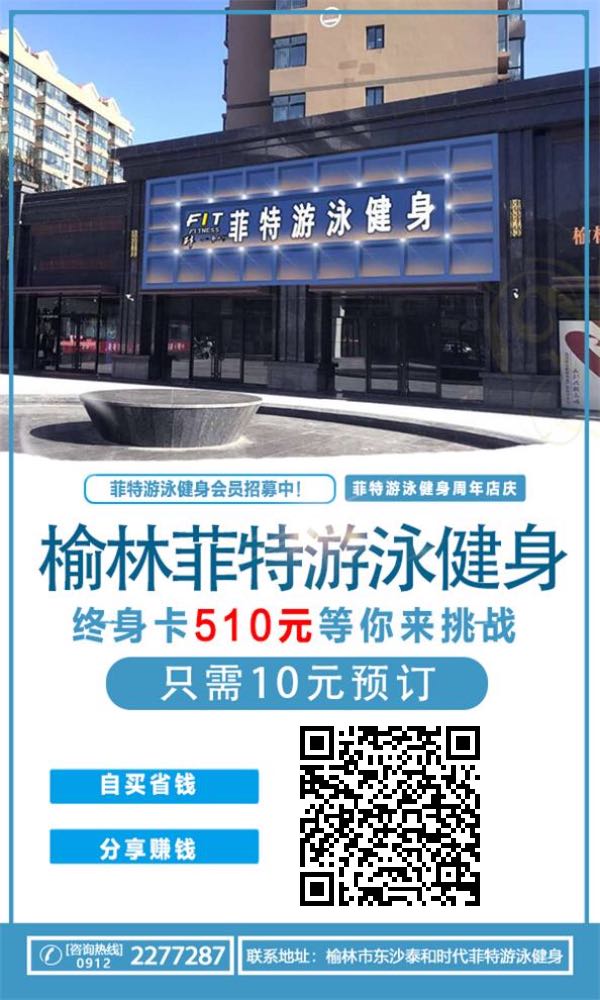 FIT
FITNESS
菲特游泳健身
菲特游泳健身会员招募中！
菲特游泳健身周年店庆
榆林菲特游泳健身
终身卡510元等你来挑战
只需10元预订
自买省钱
分享赚钱
[咨询热线]
0912 2277287
联系地址：榆林市东沙泰和时代菲特游泳健身